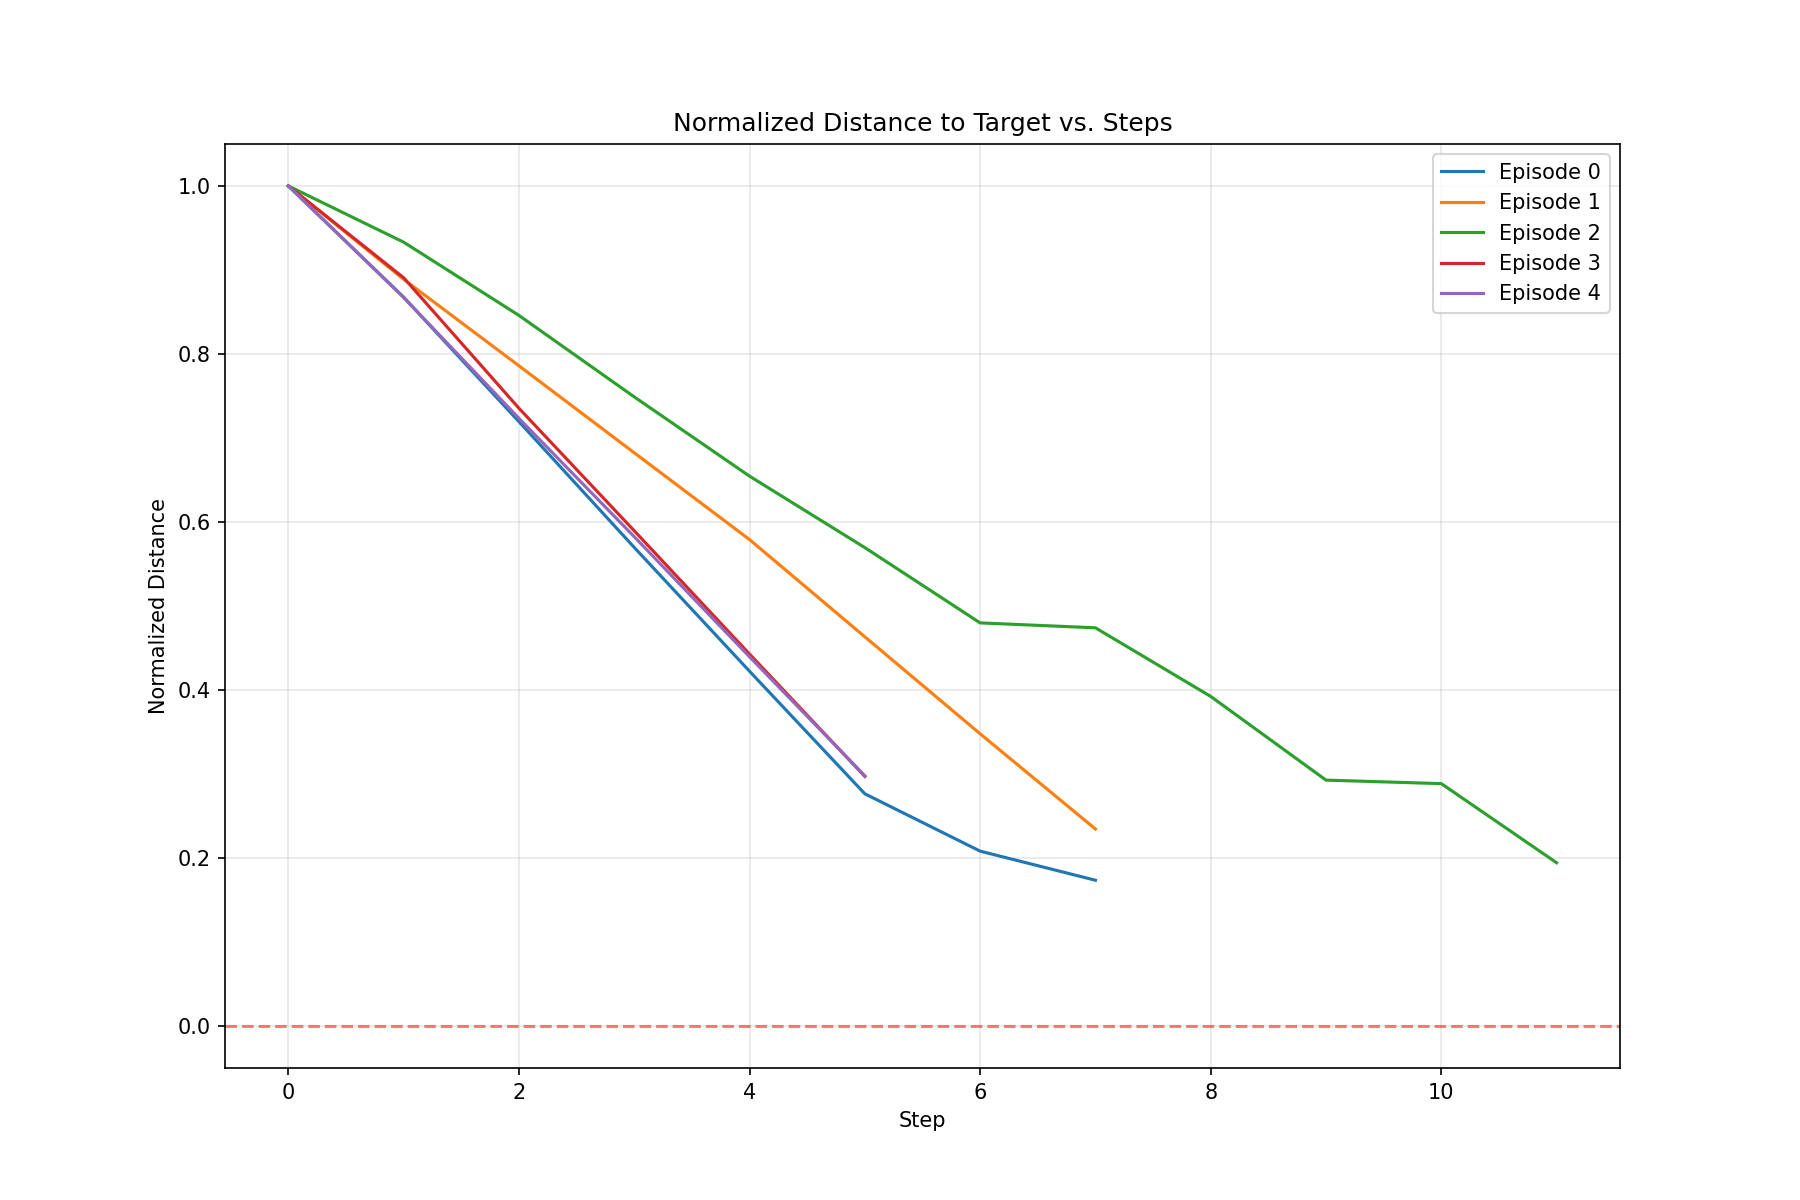 Normalized Distance to Target vs. Steps
Episode 0
Episode 1
Episode 2
Episode 3
Episode 4
Normalized Distance
1.0
0.8
0.6
0.4
0.2
0.0
0 2 4 6 8 10
Step